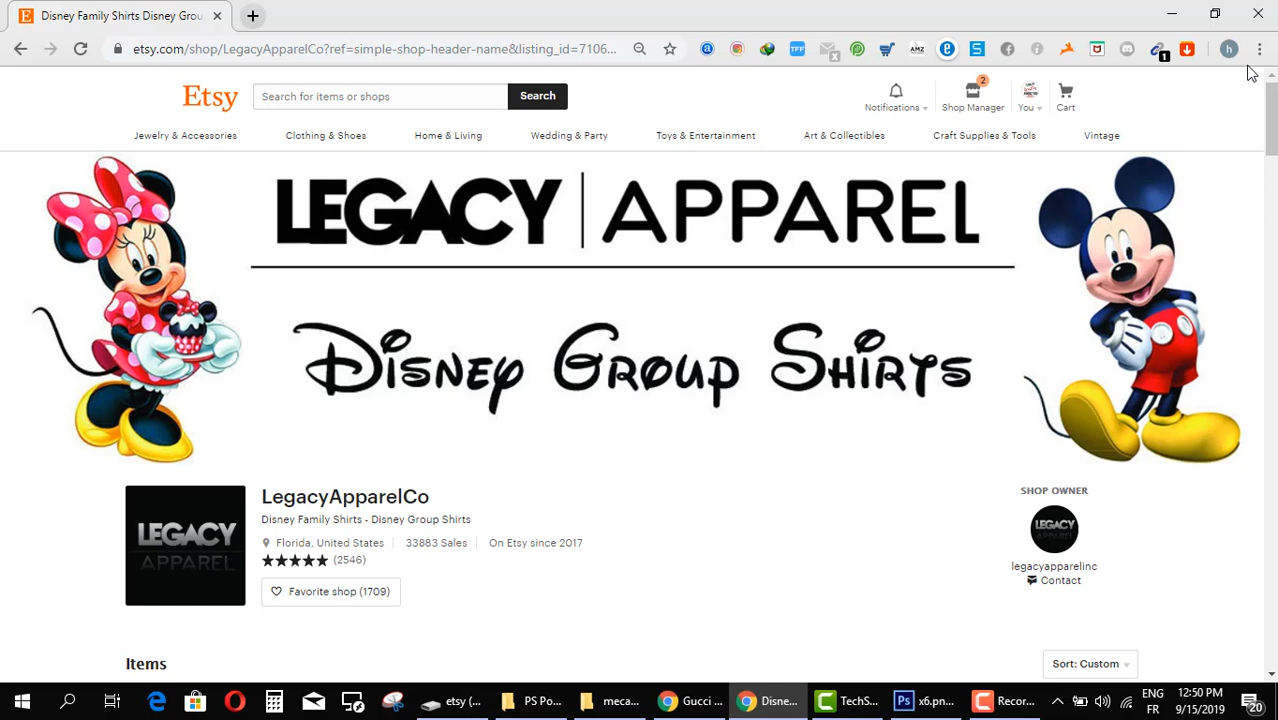 Disney Family Shirts Disney Grou
etsy.com/shop/LegacyApparelCo?ref=simple-shop-header-name&listing_id=7106
TFF
AMZ
S
1
h
Etsy
Search for items or shops
Search
Notifications
2
Shop Manager
You
Cart
Jewelry & Accessories
Clothing & Shoes
Home & Living
Wedding & Party
Toys & Entertainment
Art & Collectibles
Craft Supplies & Tools
Vintage
LEGACY | APPAREL
Disney Group Shirts
LEGACY
APPAREL
LegacyApparelCo
Disney Family Shirts - Disney Group Shirts
Florida, United States
33883 Sales
On Etsy since 2017
(2546)
Favorite shop (1709)
SHOP OWNER
LEGACY
legacyapparelinc
Contact
Items
Sort: Custom
etsy (...
PS Po...
meca...
Gucci ...
Disne...
TechS...
Ps
x6.pn...
Recor...
ENG
FR
12:50 PM
9/15/2019
20